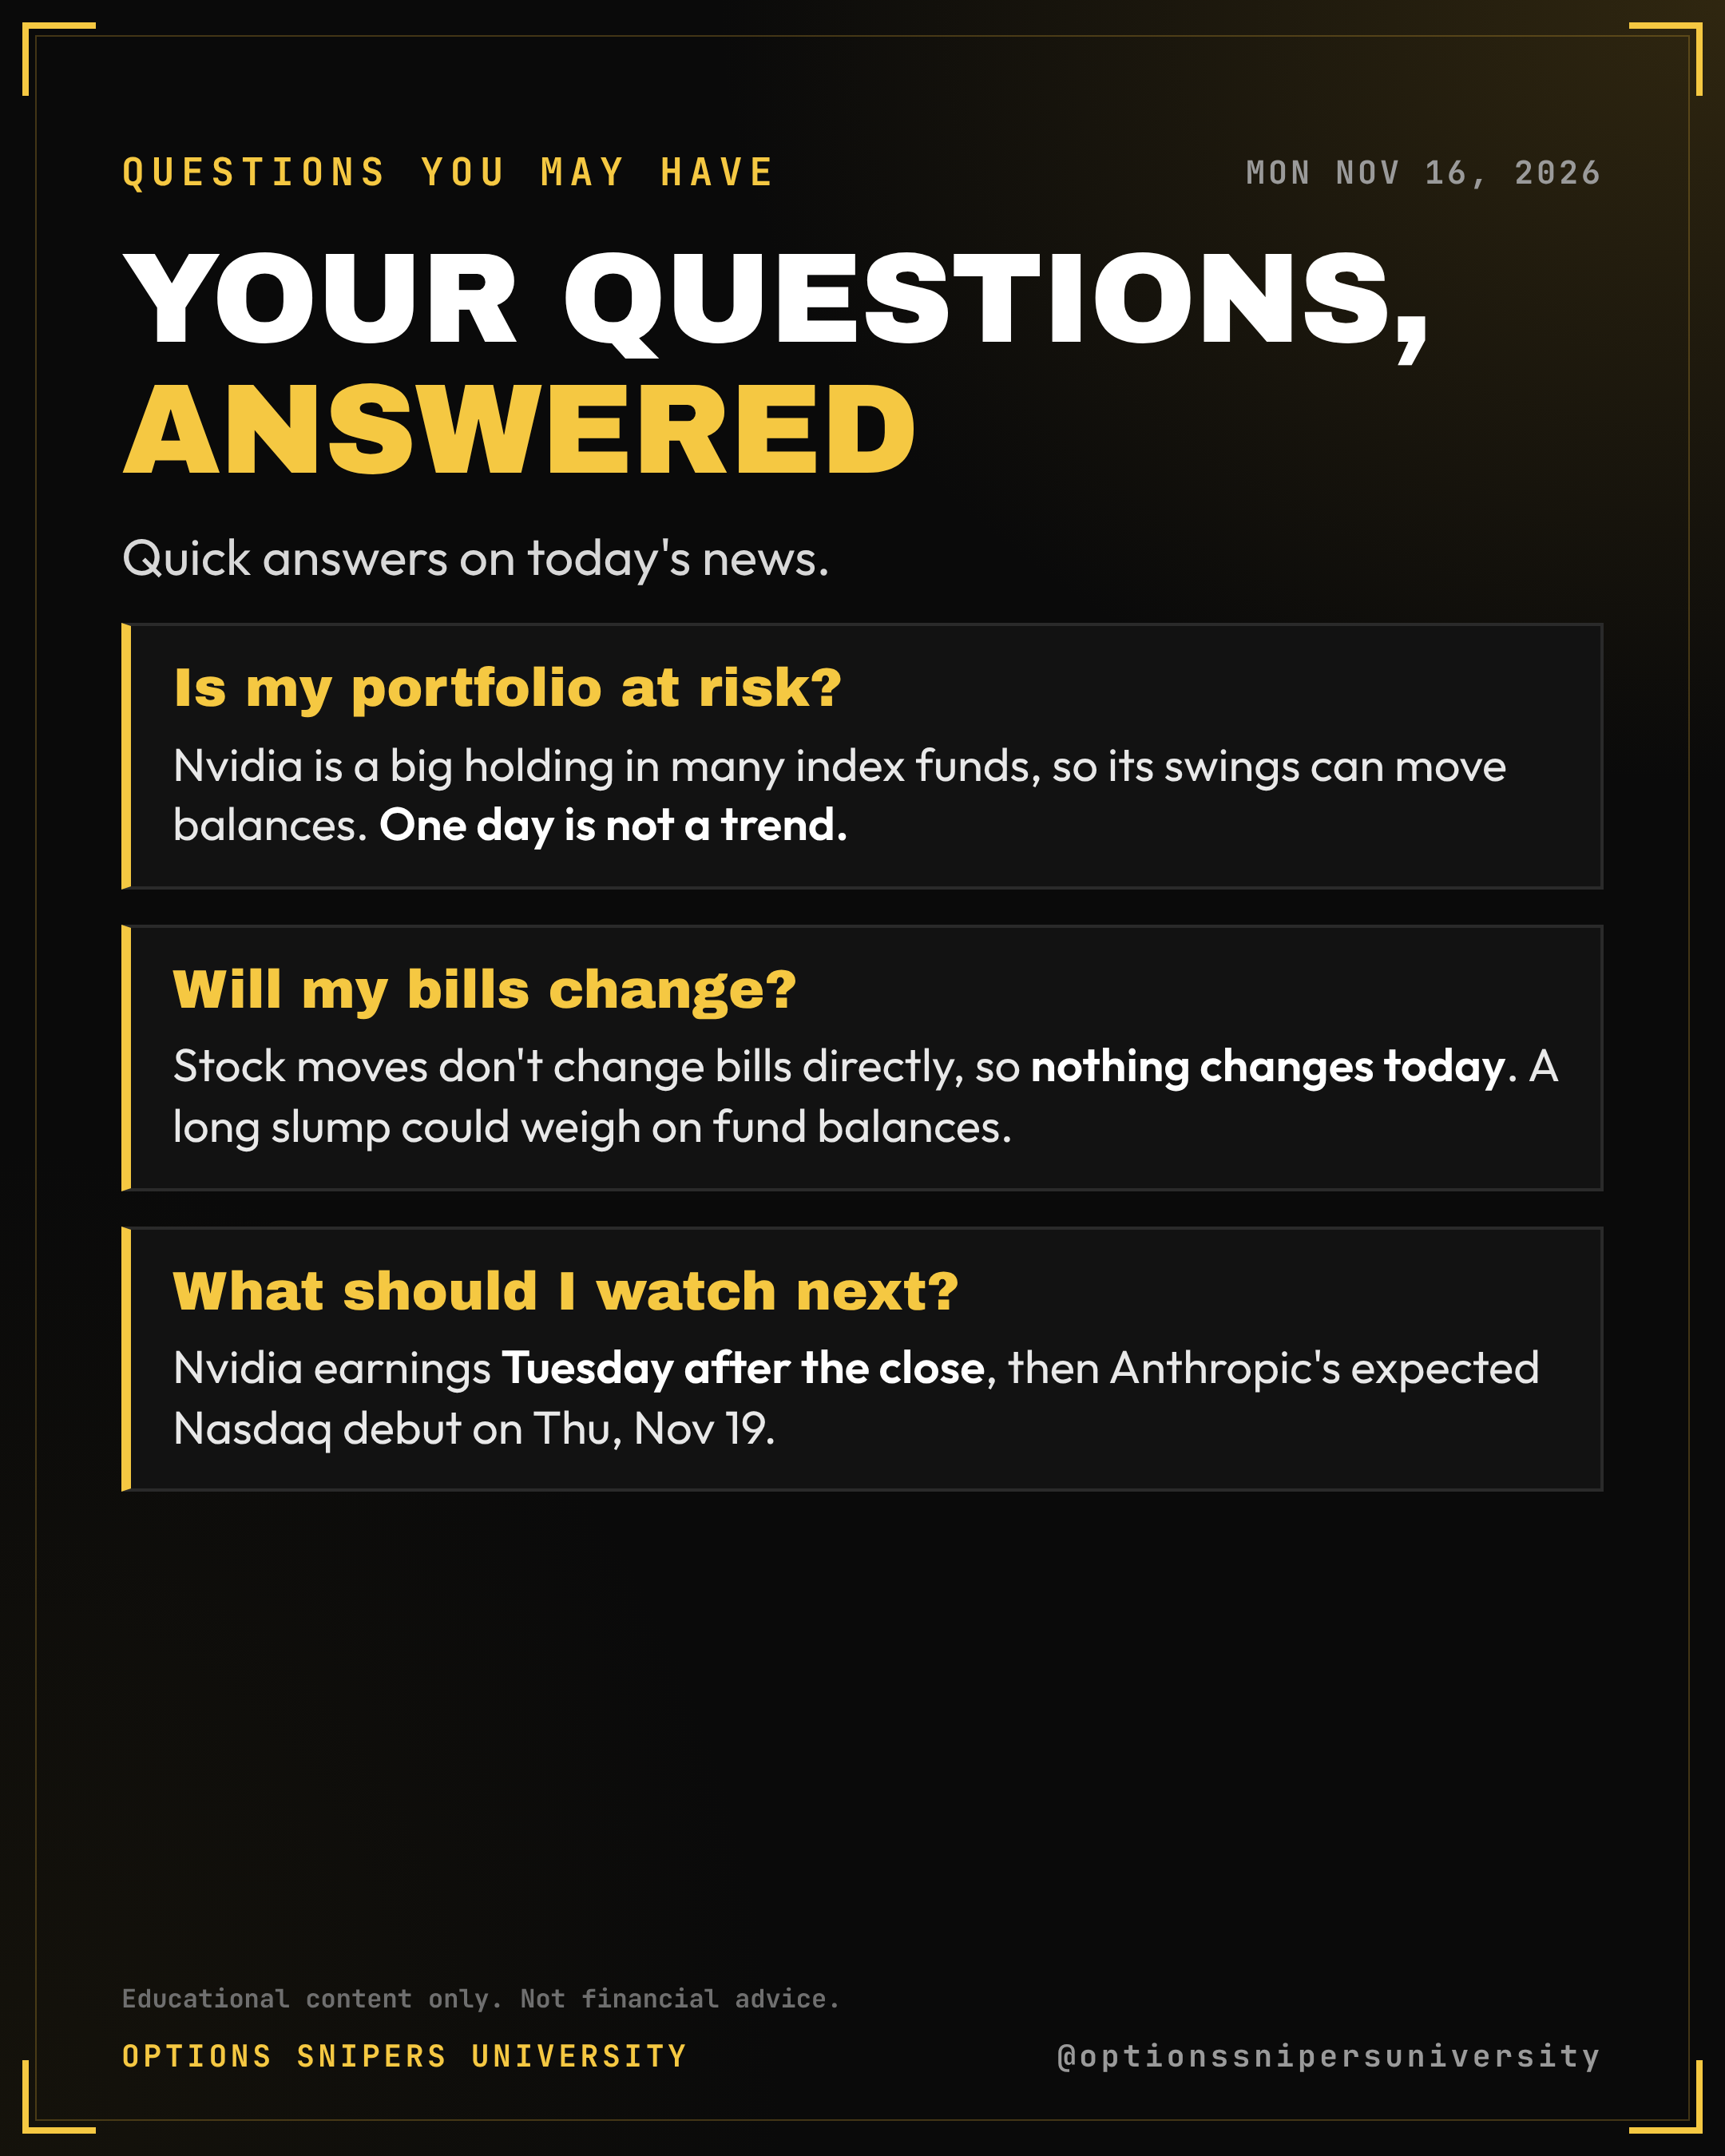 QUESTIONS YOU MAY HAVE
MON NOV 16, 2026
YOUR QUESTIONS,
ANSWERED
Quick answers on today's news.
Is my portfolio at risk?
Nvidia is a big holding in many index funds, so its swings can move
balances. One day is not a trend.
Will my bills change?
Stock moves don't change bills directly, so nothing changes today. A
long slump could weigh on fund balances.
What should I watch next?
Nvidia earnings Tuesday after the close, then Anthropic's expected
Nasdaq debut on Thu, Nov 19.
Educational content only. Not financial advice.
OPTIONS SNIPERS UNIVERSITY
@optionssnipersuniversity